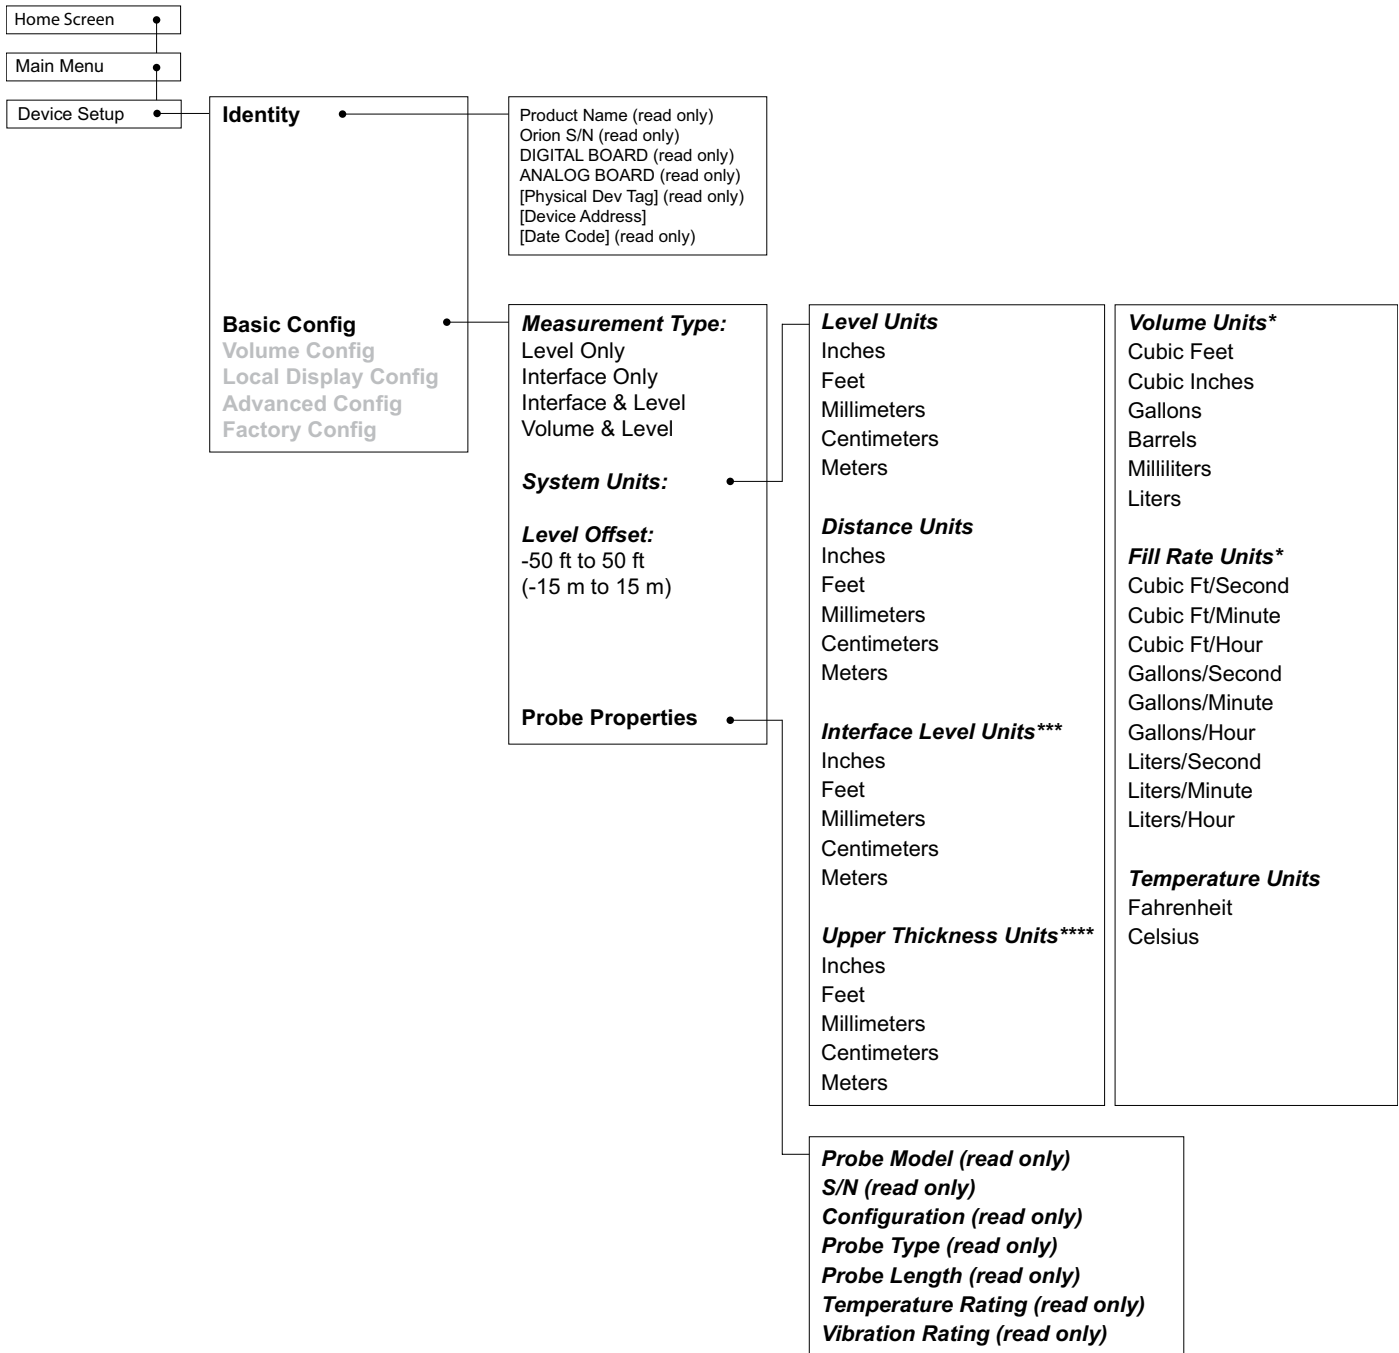 Home Screen
Main Menu
Device Setup
Identity
Product Name (read only)
Orion S/N (read only)
DIGITAL BOARD (read only)
ANALOG BOARD (read only)
[Physical Dev Tag] (read only)
[Device Address]
[Date Code] (read only)
Basic Config
Volume Config
Local Display Config
Advanced Config
Factory Config
Measurement Type:
Level Only
Interface Only
Interface & Level
Volume & Level
System Units:
Level Offset:
-50 ft to 50 ft
(-15 m to 15 m)
Probe Properties
Level Units
Inches
Feet
Millimeters
Centimeters
Meters
Distance Units
Inches
Feet
Millimeters
Centimeters
Meters
Interface Level Units***
Inches
Feet
Millimeters
Centimeters
Meters
Upper Thickness Units****
Inches
Feet
Millimeters
Centimeters
Meters
Volume Units*
Cubic Feet
Cubic Inches
Gallons
Barrels
Milliliters
Liters
Fill Rate Units*
Cubic Ft/Second
Cubic Ft/Minute
Cubic Ft/Hour
Gallons/Second
Gallons/Minute
Gallons/Hour
Liters/Second
Liters/Minute
Liters/Hour
Temperature Units
Fahrenheit
Celsius
Probe Model (read only)
S/N (read only)
Configuration (read only)
Probe Type (read only)
Probe Length (read only)
Temperature Rating (read only)
Vibration Rating (read only)